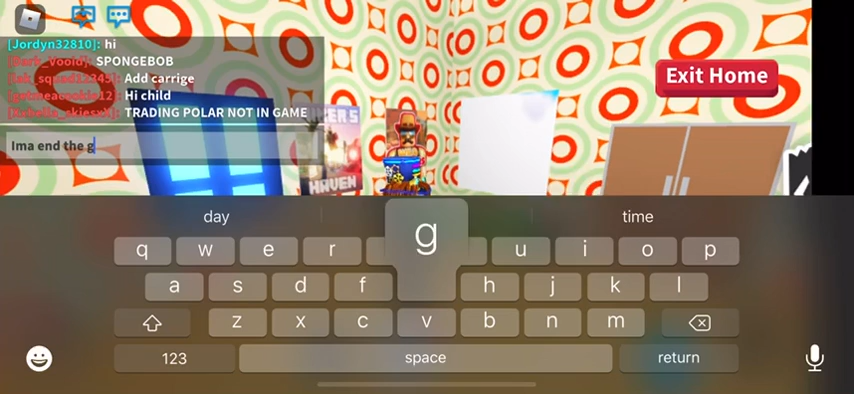 [Jordyn32810]: hi
SPONGEBOB
Add carrige
Hi child
TRADING POLAR NOT IN GAME
Exit Home
Ima end the g
HAVEN
day
time
g
q w e r u i o p
a s d f h j k l
z x c v b n m
123
space
return